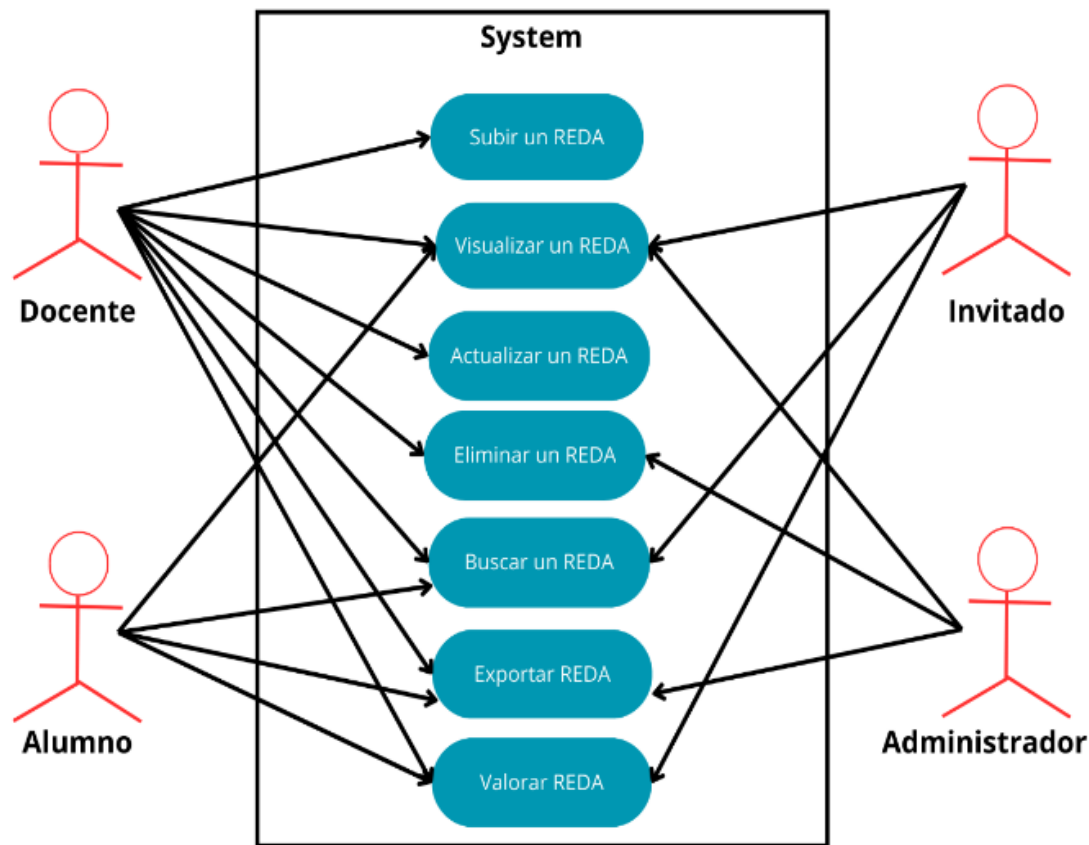 System
Subir un REDA
Visualizar un REDA
Docente
Invitado
Actualizar un REDA
Eliminar un REDA
Buscar un REDA
Exportar REDA
Alumno
Administrador
Valorar REDA